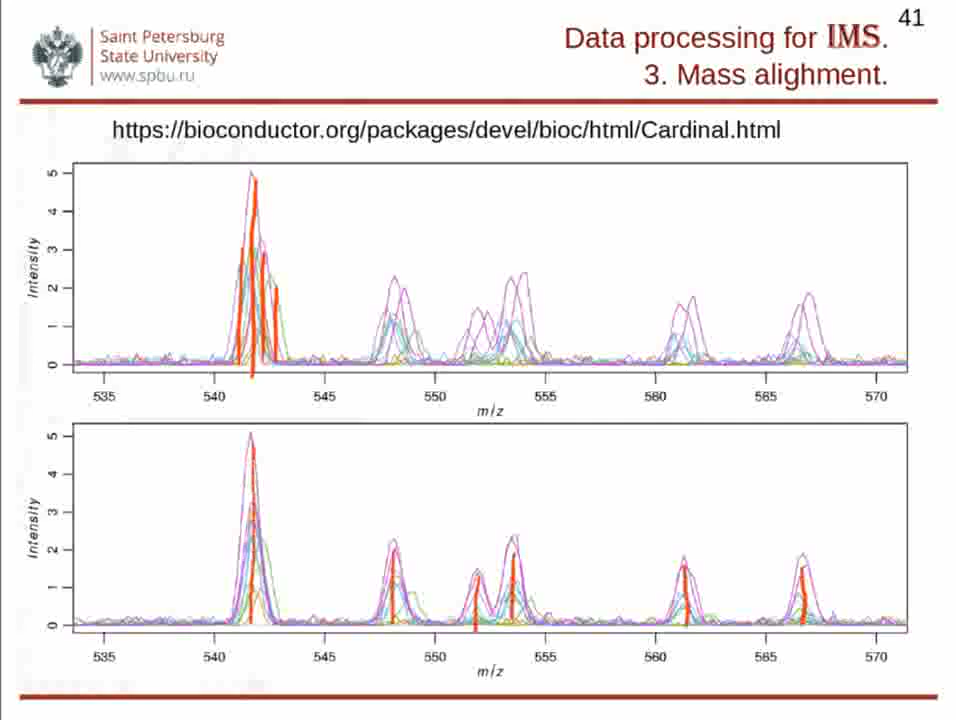 Saint Petersburg
State University
www.spbu.ru
41
Data processing for IMS.
3. Mass alighment.
https://bioconductor.org/packages/devel/bioc/html/Cardinal.html
Intensity
5
4
3
2
1
0
535 540 545 550 555 560 565 570
m/z
Intensity
5
4
3
2
1
0
535 540 545 550 555 560 565 570
m/z